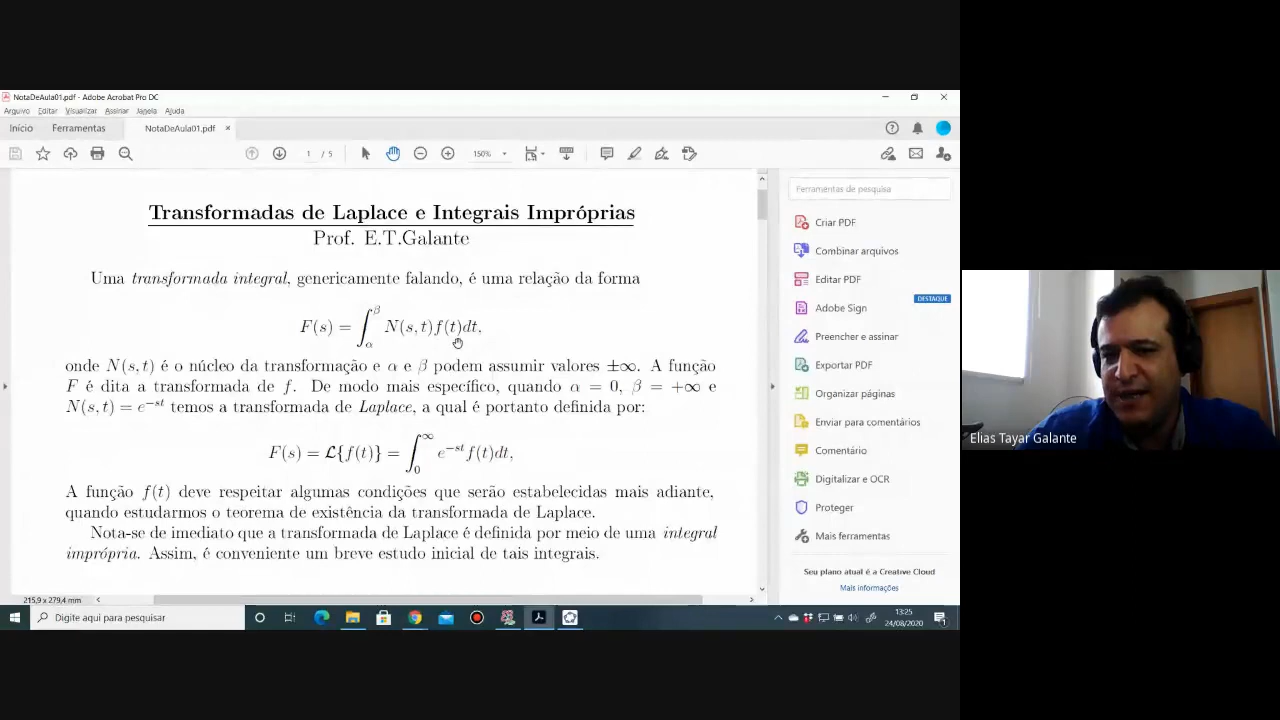 NotaDeAula01.pdf - Adobe Acrobat Pro DC
Arquivo Editar Visualizar Assinar Janela Ajuda
Início Ferramentas NotaDeAula01.pdf ×
1 / 5 150%
Transformadas de Laplace e Integrais Impróprias
Prof. E.T.Galante
Uma transformada integral, genericamente falando, é uma relação da forma
F(s) = ∫_α^β N(s,t)f(t)dt,
onde N(s,t) é o núcleo da transformação e α e β podem assumir valores ±∞. A função
F é dita a transformada de f. De modo mais específico, quando α = 0, β = +∞ e
N(s,t) = e^{-st} temos a transformada de Laplace, a qual é portanto definida por:
F(s) = ℒ{f(t)} = ∫_0^∞ e^{-st} f(t)dt,
A função f(t) deve respeitar algumas condições que serão estabelecidas mais adiante,
quando estudarmos o teorema de existência da transformada de Laplace.
Nota-se de imediato que a transformada de Laplace é definida por meio de uma integral
imprópria. Assim, é conveniente um breve estudo inicial de tais integrais.
215,9 x 279,4 mm
Ferramentas de pesquisa
Criar PDF
Combinar arquivos
Editar PDF
DESTAQUE
Adobe Sign
Preencher e assinar
Exportar PDF
Organizar páginas
Enviar para comentários
Comentário
Digitalizar e OCR
Proteger
Mais ferramentas
Seu plano atual é a Creative Cloud
Mais informações
Elias Tayar Galante
Digite aqui para pesquisar
13:25
24/08/2020